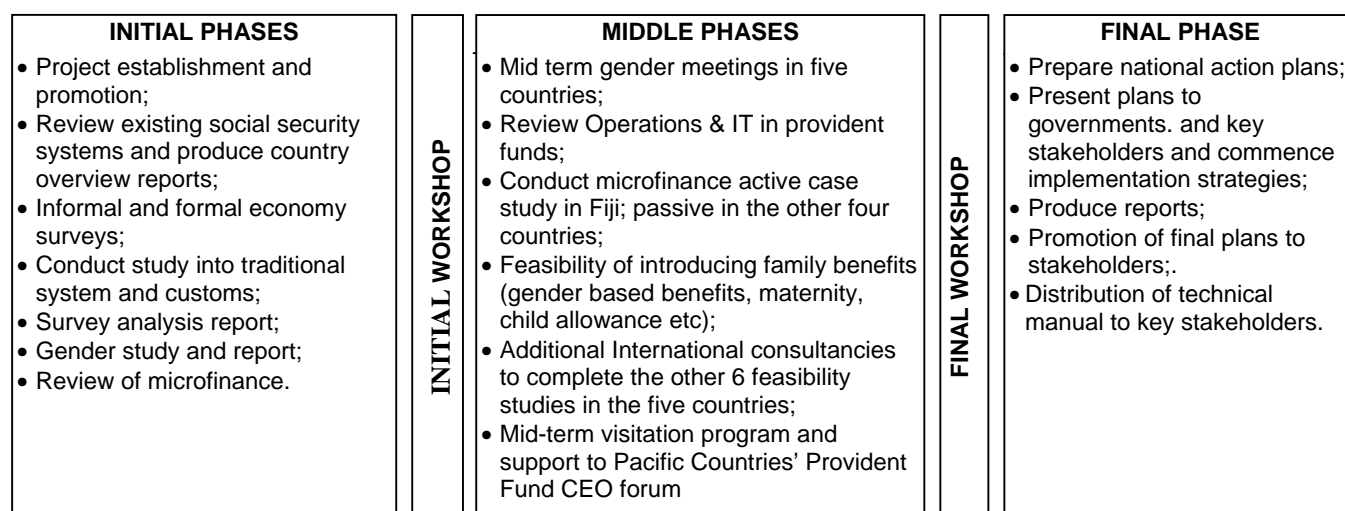 INITIAL PHASES
• Project establishment and
promotion;
• Review existing social security
systems and produce country
overview reports;
• Informal and formal economy
surveys;
• Conduct study into traditional
system and customs;
• Survey analysis report;
• Gender study and report;
• Review of microfinance.
INITIAL WORKSHOP
MIDDLE PHASES
• Mid term gender meetings in five
countries;
• Review Operations & IT in provident
funds;
• Conduct microfinance active case
study in Fiji; passive in the other four
countries;
• Feasibility of introducing family benefits
(gender based benefits, maternity,
child allowance etc);
• Additional International consultancies
to complete the other 6 feasibility
studies in the five countries;
• Mid-term visitation program and
support to Pacific Countries’ Provident
Fund CEO forum
FINAL WORKSHOP
FINAL PHASE
• Prepare national action plans;
• Present plans to
governments. and key
stakeholders and commence
implementation strategies;
• Produce reports;
• Promotion of final plans to
stakeholders;.
• Distribution of technical
manual to key stakeholders.